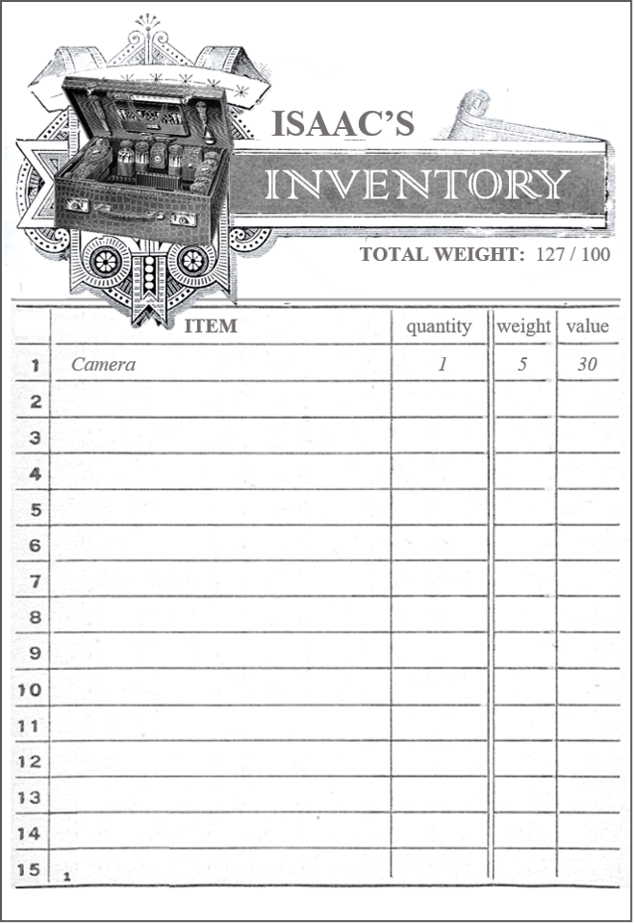 ISAAC'S
INVENTORY
TOTAL WEIGHT: 127 / 100
ITEM quantity weight value
1 Camera 1 5 30
2
3
4
5
6
7
8
9
10
11
12
13
14
15 1